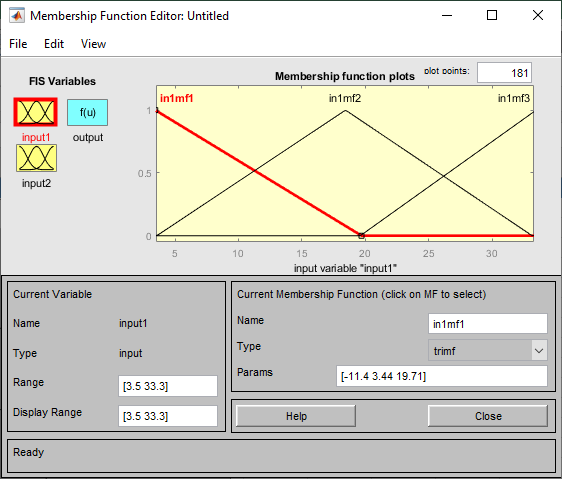 Membership Function Editor: Untitled
File Edit View
FIS Variables
input1
f(u)
output
input2
Membership function plots
plot points: 181
in1mf1 in1mf2 in1mf3
1
0.5
0
5 10 15 20 25 30
input variable "input1"
Current Variable
Name input1
Type input
Range [3.5 33.3]
Display Range [3.5 33.3]
Current Membership Function (click on MF to select)
Name in1mf1
Type trimf
Params [-11.4 3.44 19.71]
Help Close
Ready